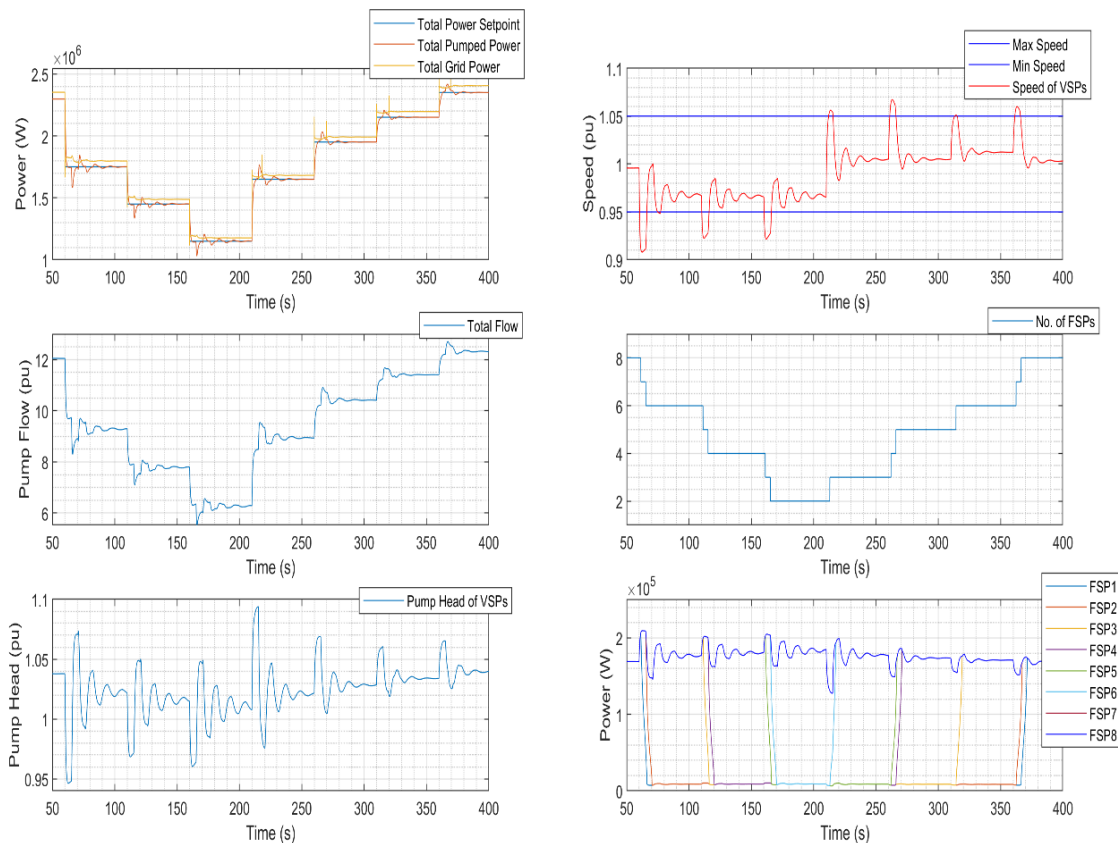 Total Power Setpoint
Total Pumped Power
Total Grid Power
×10^6
2.5
2
1.5
1
Power (W)
50 100 150 200 250 300 350 400
Time (s)
Max Speed
Min Speed
Speed of VSPs
1.1
1.05
1
0.95
0.9
Speed (pu)
50 100 150 200 250 300 350 400
Time (s)
Total Flow
12
10
8
6
Pump Flow (pu)
50 100 150 200 250 300 350 400
Time (s)
No. of FSPs
8
6
4
2
50 100 150 200 250 300 350 400
Time (s)
Pump Head of VSPs
1.1
1.05
1
0.95
Pump Head (pu)
50 100 150 200 250 300 350 400
Time (s)
×10^5
FSP1
FSP2
FSP3
FSP4
FSP5
FSP6
FSP7
FSP8
2
1
0
Power (W)
50 100 150 200 250 300 350 400
Time (s)